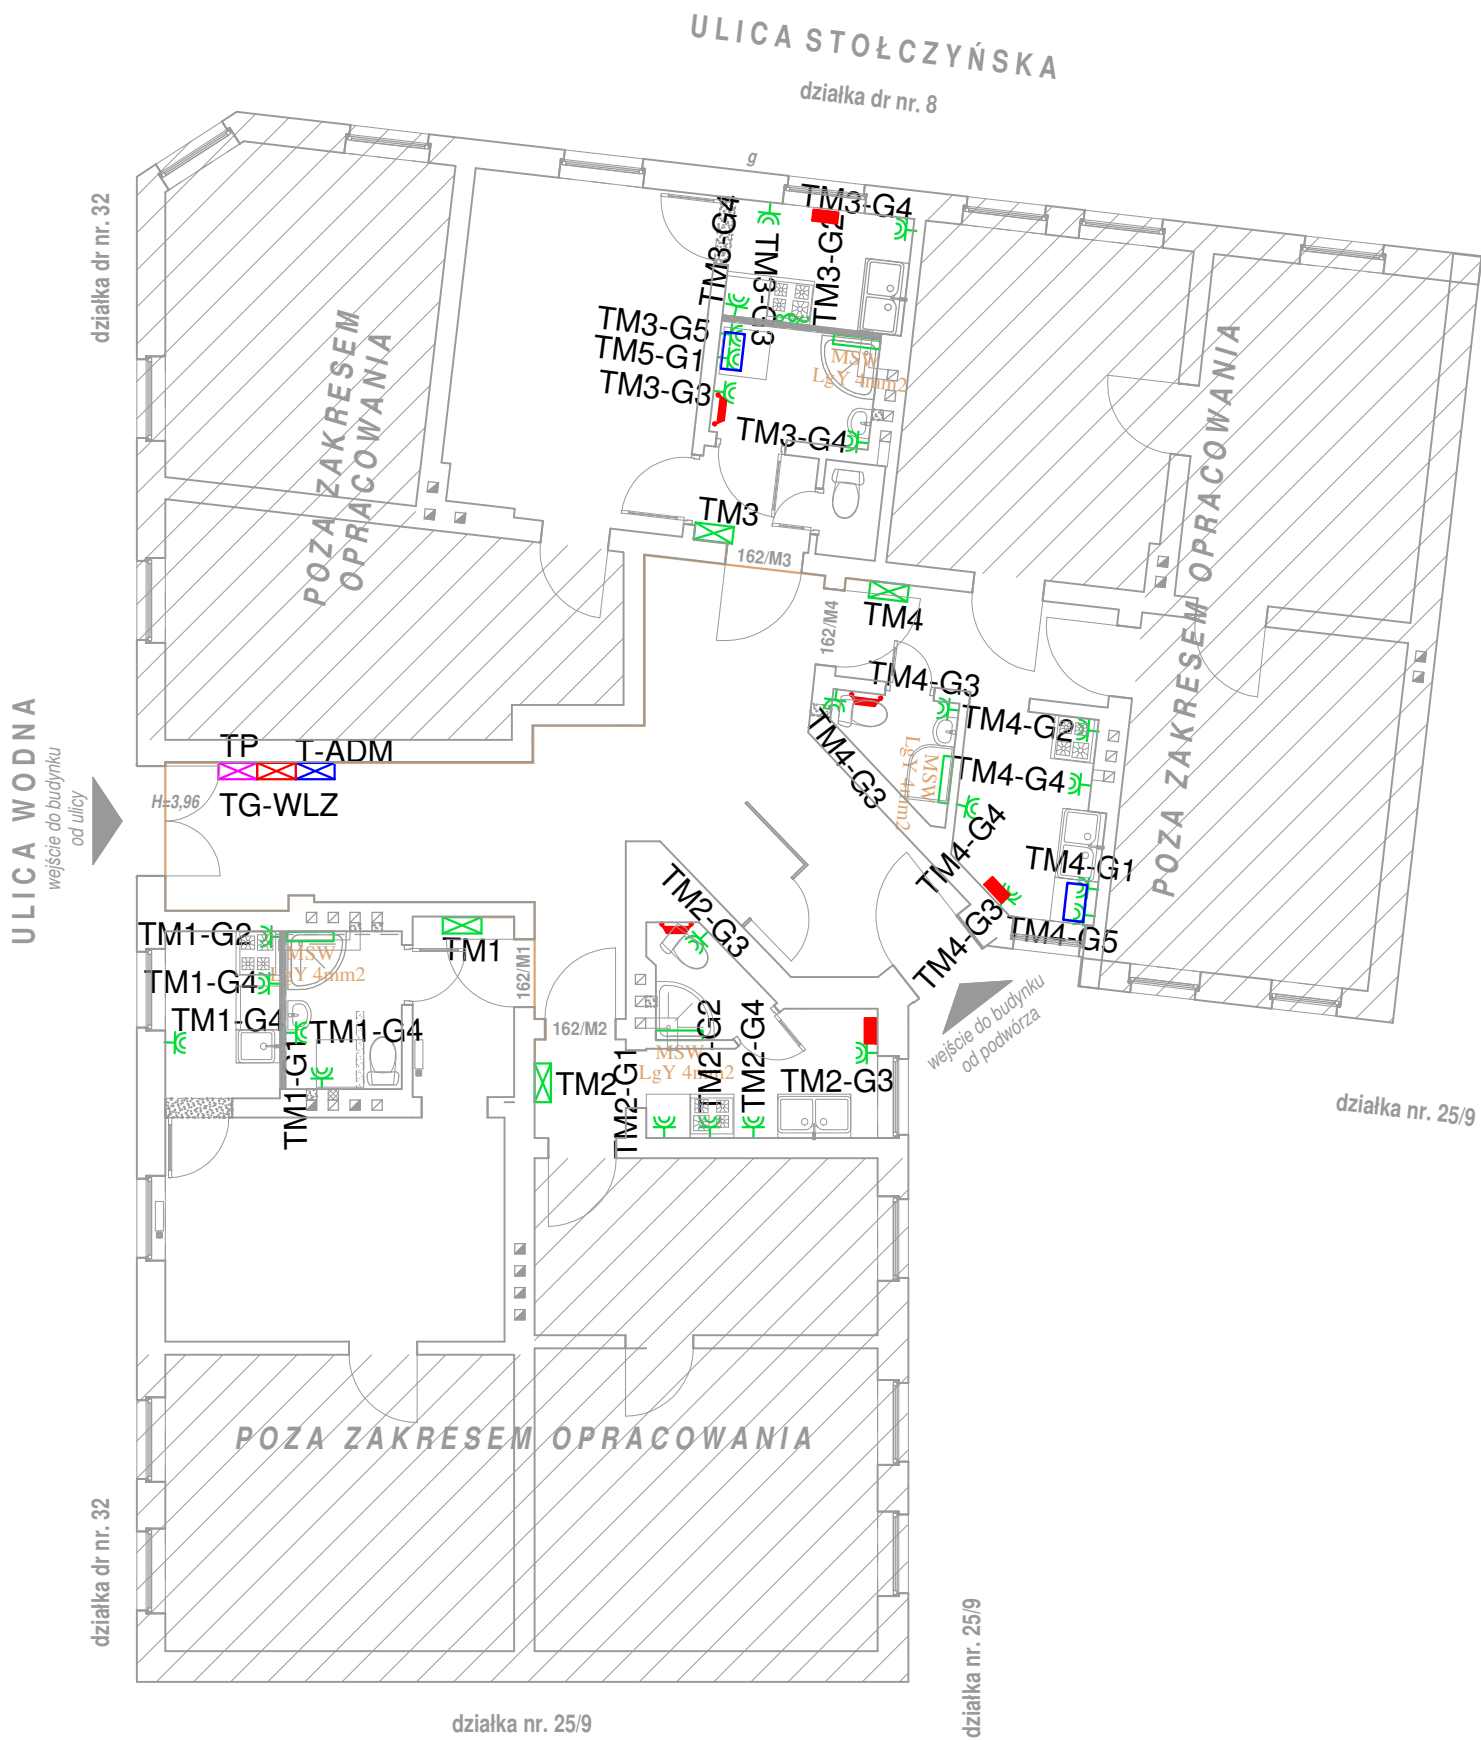 ULICA STOŁCZYŃSKA
działka dr nr. 8
g
działka dr nr. 32
TM3-G4
TM3-G4
TM3-G3
TM3-G2
TM3-G5
TM5-G1
TM3-G3
MSW
LgY 4mm2
TM3-G4
POZA ZAKRESEM
OPRACOWANIA
POZA ZAKRESEM OPRACOWANIA
TM3
162/M3
162/M4
TM4
TM4-G3
TM4-G3
TM4-G2
MSW
LgY 4mm2
TM4-G4
TM4-G4
TM4-G1
TM4-G3
TM4-G5
ULICA WODNA
wejście do budynku
od ulicy
TP
T-ADM
H=3,96
TG-WLZ
TM1-G2
MSW
LgY 4mm2
TM1
162/M1
TM1-G4
TM1-G4
TM1-G4
TM1-G1
TM2-G3
162/M2
TM2
TM2-G1
MSW
LgY 4mm2
TM2-G2
TM2-G4
TM2-G3
wejście do budynku
od podwórza
działka nr. 25/9
POZA ZAKRESEM OPRACOWANIA
działka dr nr. 32
działka nr. 25/9
działka nr. 25/9